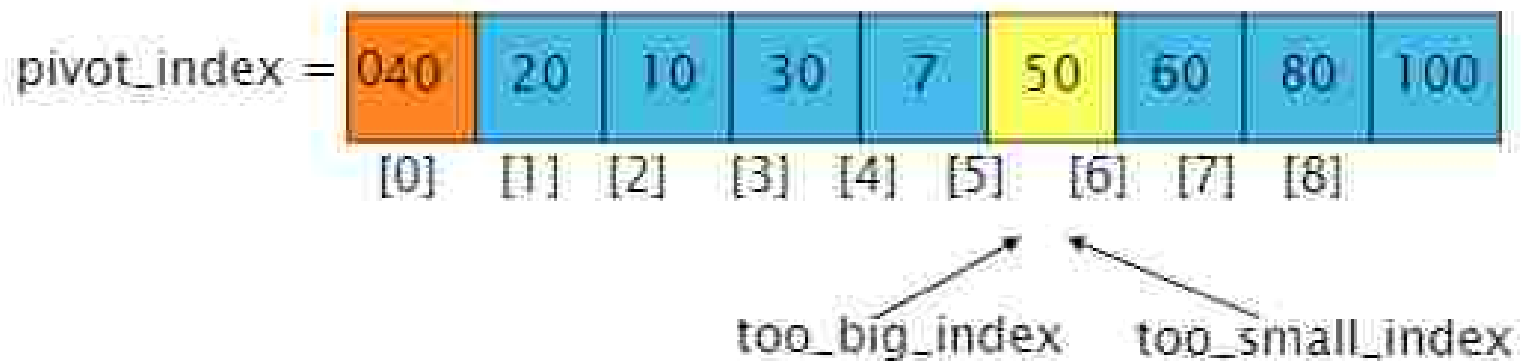 pivot_index = 040 20 10 30 7 50 60 80 100
[0] [1] [2] [3] [4] [5] [6] [7] [8]
too_big_index too_small_index